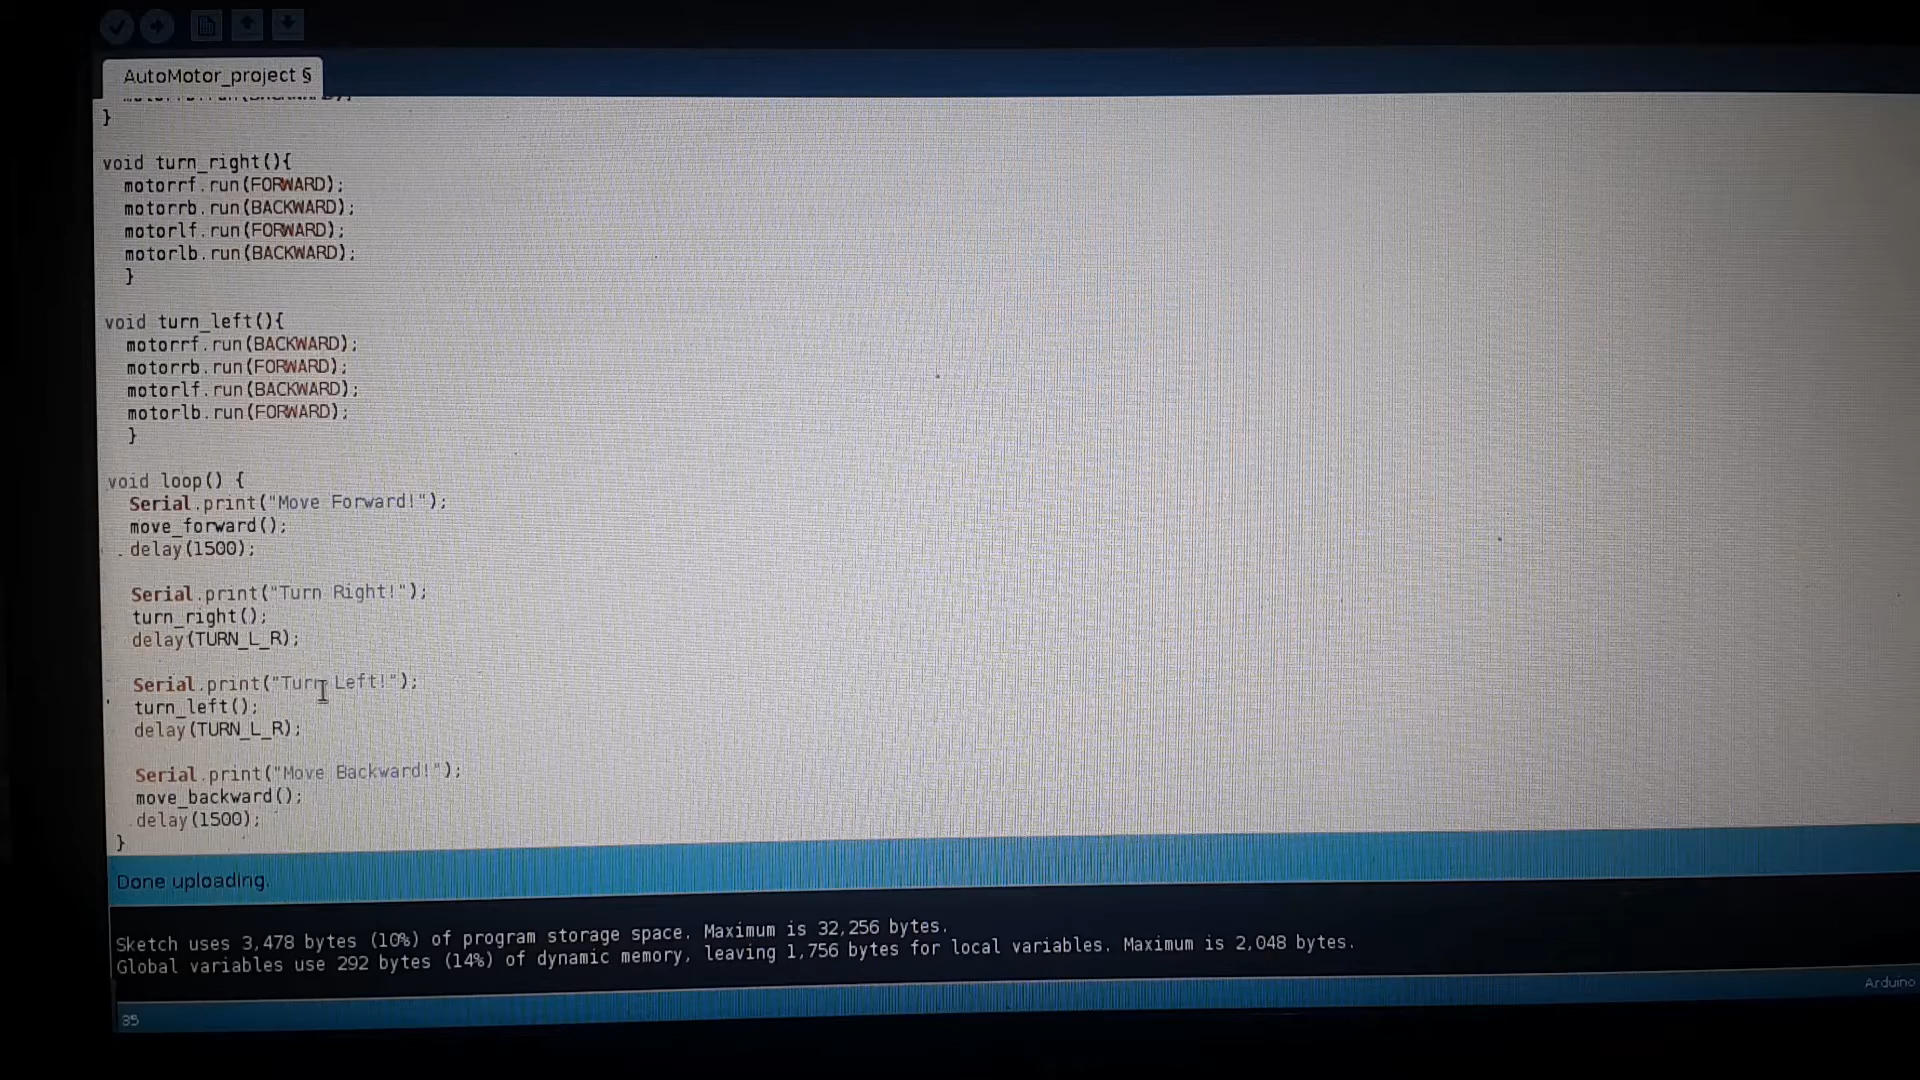 AutoMotor_project §
}
void turn_right(){
motorrf.run(FORWARD);
motorrb.run(BACKWARD);
motorlf.run(FORWARD);
motorlb.run(BACKWARD);
}
void turn_left(){
motorrf.run(BACKWARD);
motorrb.run(FORWARD);
motorlf.run(BACKWARD);
motorlb.run(FORWARD);
}
void loop() {
Serial.print("Move Forward!");
move_forward();
delay(1500);
Serial.print("Turn Right!");
turn_right();
delay(TURN_L_R);
Serial.print("Turn Left!");
turn_left();
delay(TURN_L_R);
Serial.print("Move Backward!");
move_backward();
delay(1500);
}
Done uploading.
Sketch uses 3,478 bytes (10%) of program storage space. Maximum is 32,256 bytes.
Global variables use 292 bytes (14%) of dynamic memory, leaving 1,756 bytes for local variables. Maximum is 2,048 bytes.
Arduino
35